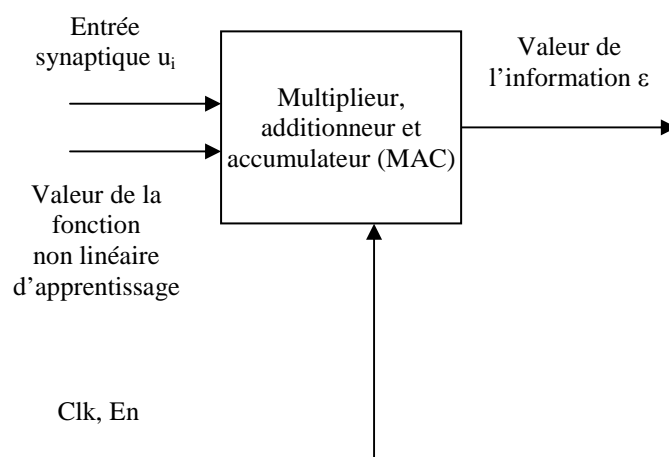 Entrée
synaptique uᵢ
Valeur de
l’information ε
Multiplieur,
additionneur et
accumulateur (MAC)
Valeur de la
fonction
non linéaire
d’apprentissage
Clk, En